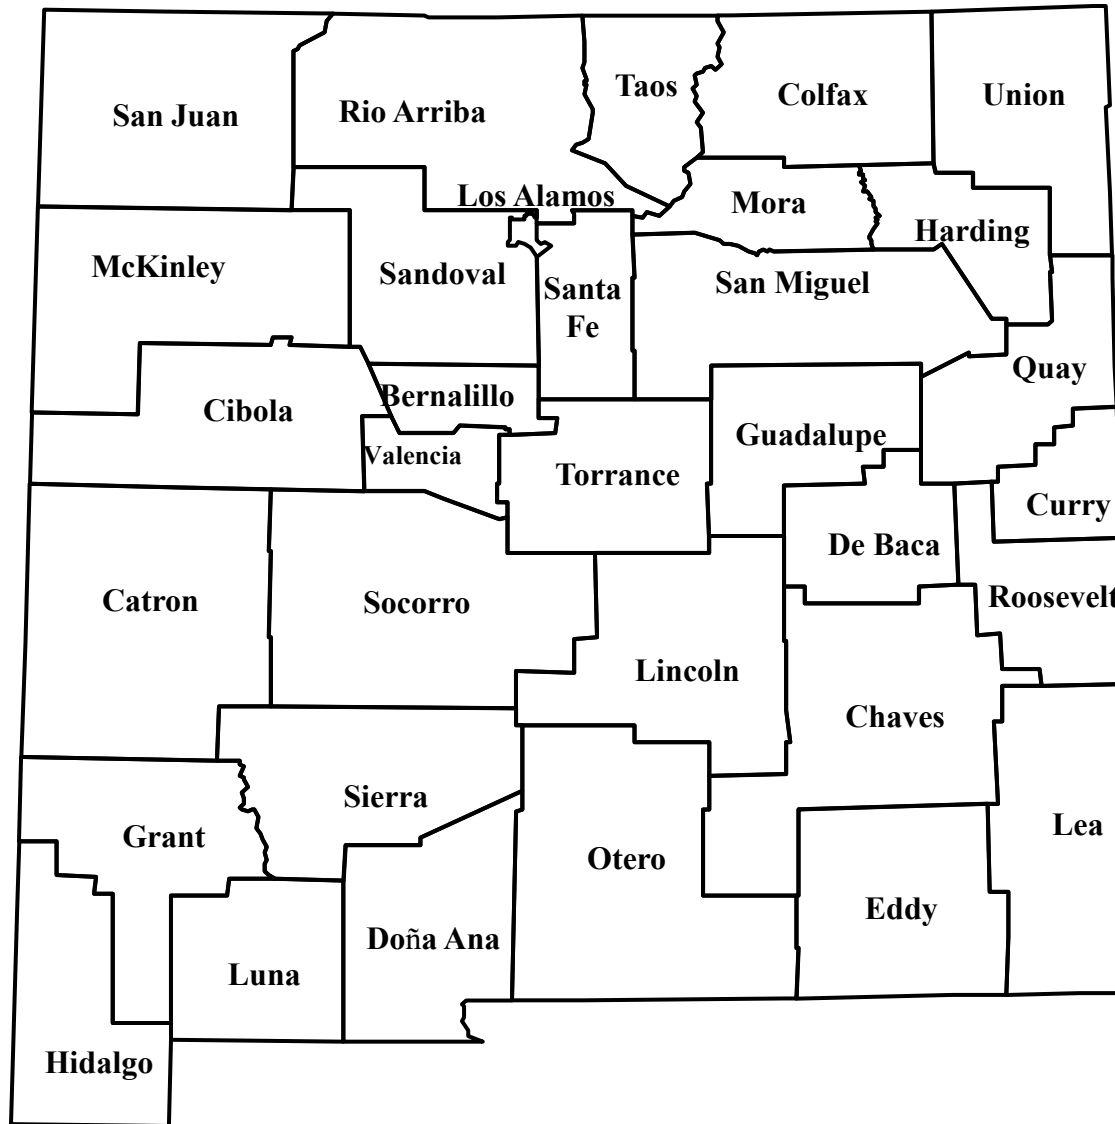 Taos
Colfax
Union
San Juan
Rio Arriba
Los Alamos
Mora
Harding
McKinley
Sandoval
San Miguel
Santa
Fe
Quay
Bernalillo
Cibola
Guadalupe
Valencia
Torrance
Curry
De Baca
Catron
Socorro
Roosevelt
Lincoln
Chaves
Sierra
Grant
Lea
Otero
Eddy
Doña Ana
Luna
Hidalgo